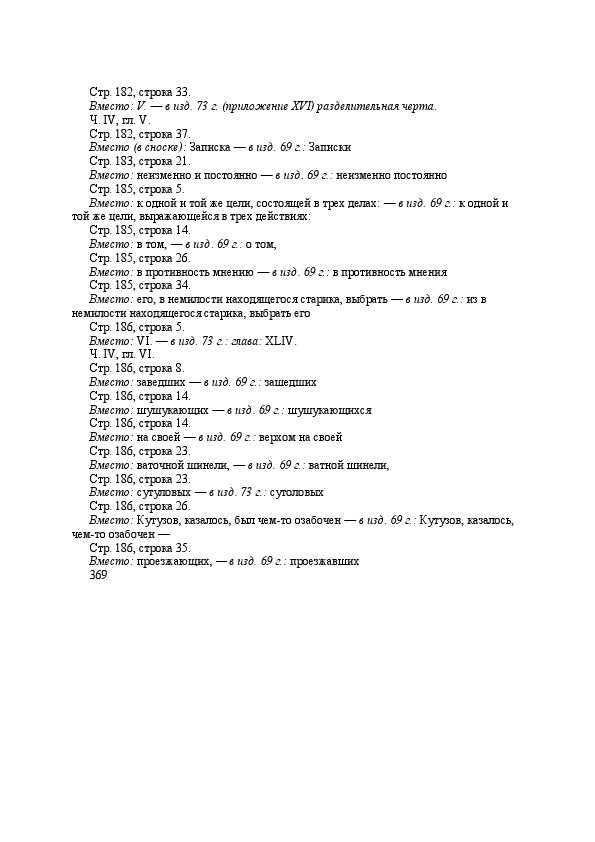 Стр. 182, строка 33.
Вместо: V. — в изд. 73 г. (приложение XVI) разделительная черта.
Ч. IV, гл. V.
Стр. 182, строка 37.
Вместо (в сноске): Записка — в изд. 69 г.: Записки
Стр. 183, строка 21.
Вместо: неизменно и постоянно — в изд. 69 г.: неизменно постоянно
Стр. 185, строка 5.
Вместо: к одной и той же цели, состоящей в трех делах: — в изд. 69 г.: к одной и
той же цели, выражающейся в трех действиях:
Стр. 185, строка 14.
Вместо: в том, — в изд. 69 г.: о том,
Стр. 185, строка 26.
Вместо: в противность мнению — в изд. 69 г.: в противность мнения
Стр. 185, строка 34.
Вместо: его, в немилости находящегося старика, выбрать — в изд. 69 г.: из в
немилости находящегося старика, выбрать его
Стр. 186, строка 5.
Вместо: VI. — в изд. 73 г.: глава: XLIV.
Ч. IV, гл. VI.
Стр. 186, строка 8.
Вместо: заведших — в изд. 69 г.: зашедших
Стр. 186, строка 14.
Вместо: шушукающих — в изд. 69 г.: шушукающихся
Стр. 186, строка 14.
Вместо: на своей — в изд. 69 г.: верхом на своей
Стр. 186, строка 23.
Вместо: ваточной шинели, — в изд. 69 г.: ватной шинели,
Стр. 186, строка 23.
Вместо: сутуловых — в изд. 73 г.: сутоловых
Стр. 186, строка 26.
Вместо: Кутузов, казалось, был чем-то озабочен — в изд. 69 г.: Кутузов, казалось,
чем-то озабочен —
Стр. 186, строка 35.
Вместо: проезжающих, — в изд. 69 г.: проезжавших
369